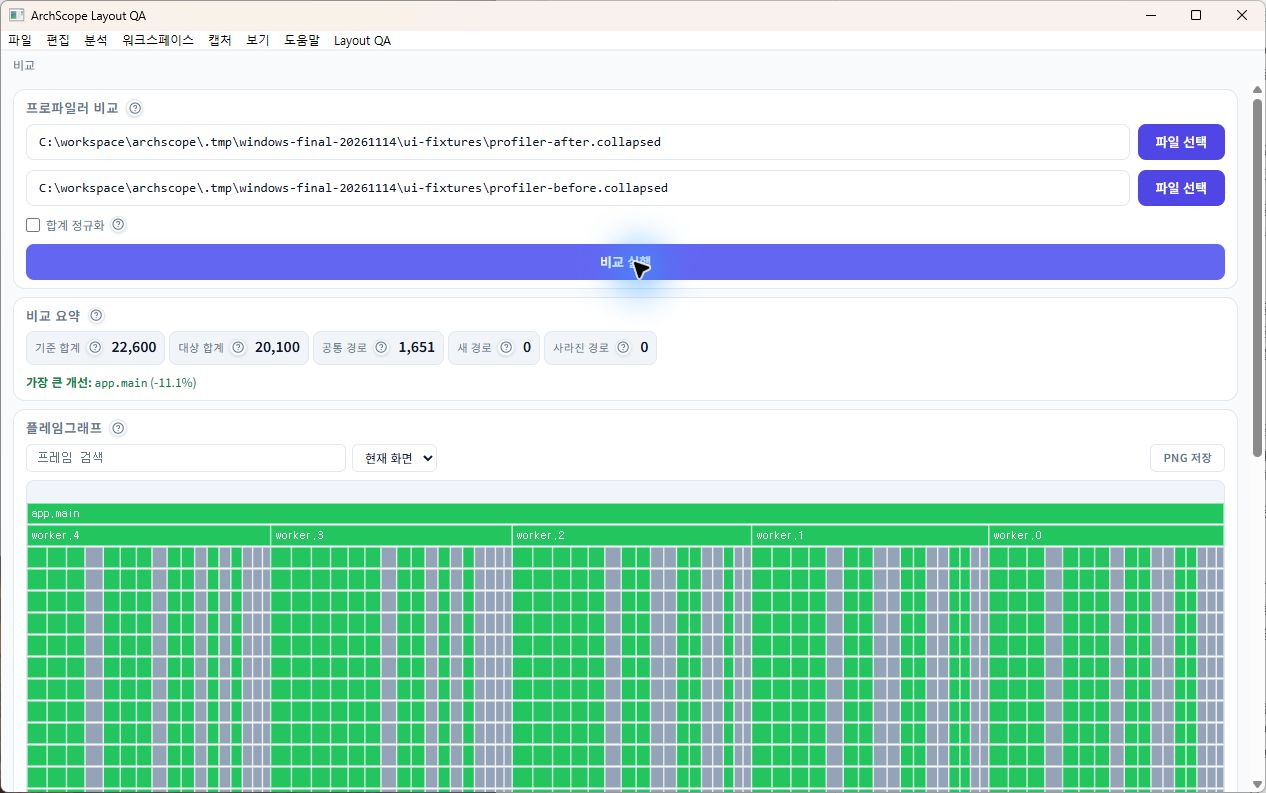 ArchScope Layout QA
파일 편집 분석 워크스페이스 캡처 보기 도움말 Layout QA
비교
프로파일러 비교 ?
C:\workspace\archscope\.tmp\windows-final-20261114\ui-fixtures\profiler-after.collapsed
파일 선택
C:\workspace\archscope\.tmp\windows-final-20261114\ui-fixtures\profiler-before.collapsed
파일 선택
합계 정규화 ?
비교 실행
비교 요약 ?
기준 합계 ? 22,600 대상 합계 ? 20,100 공통 경로 ? 1,651 새 경로 ? 0 사라진 경로 ? 0
가장 큰 개선: app.main (-11.1%)
플레임그래프 ?
프레임 검색 현재 화면 PNG 저장
app.main
worker.4 worker.3 worker.2 worker.1 worker.0